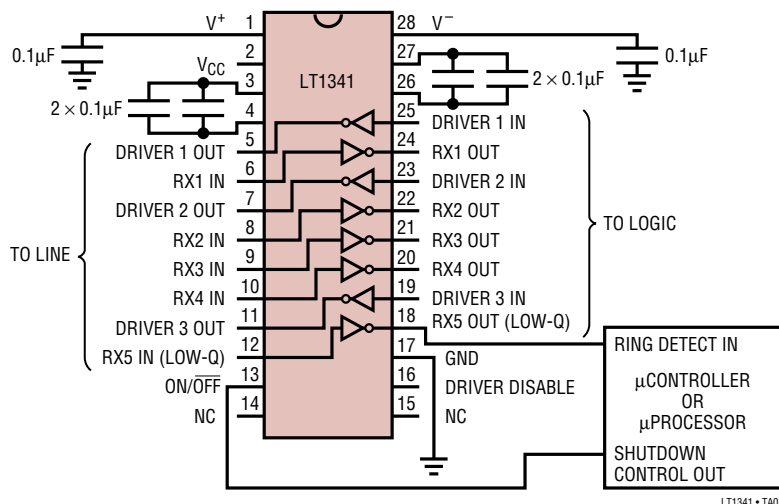 V+
1
28
V–
0.1µF
0.1µF
2
27
VCC
3
LT1341
26
2 × 0.1µF
2 × 0.1µF
4
25
DRIVER 1 IN
DRIVER 1 OUT
5
24
RX1 OUT
RX1 IN
6
23
DRIVER 2 IN
DRIVER 2 OUT
7
22
RX2 OUT
TO LINE
RX2 IN
8
21
RX3 OUT
TO LOGIC
RX3 IN
9
20
RX4 OUT
RX4 IN
10
19
DRIVER 3 IN
DRIVER 3 OUT
11
18
RX5 OUT (LOW-Q)
RX5 IN (LOW-Q)
12
17
GND
ON/OFF
13
16
DRIVER DISABLE
NC
14
15
NC
RING DETECT IN
µCONTROLLER
OR
µPROCESSOR
SHUTDOWN
CONTROL OUT